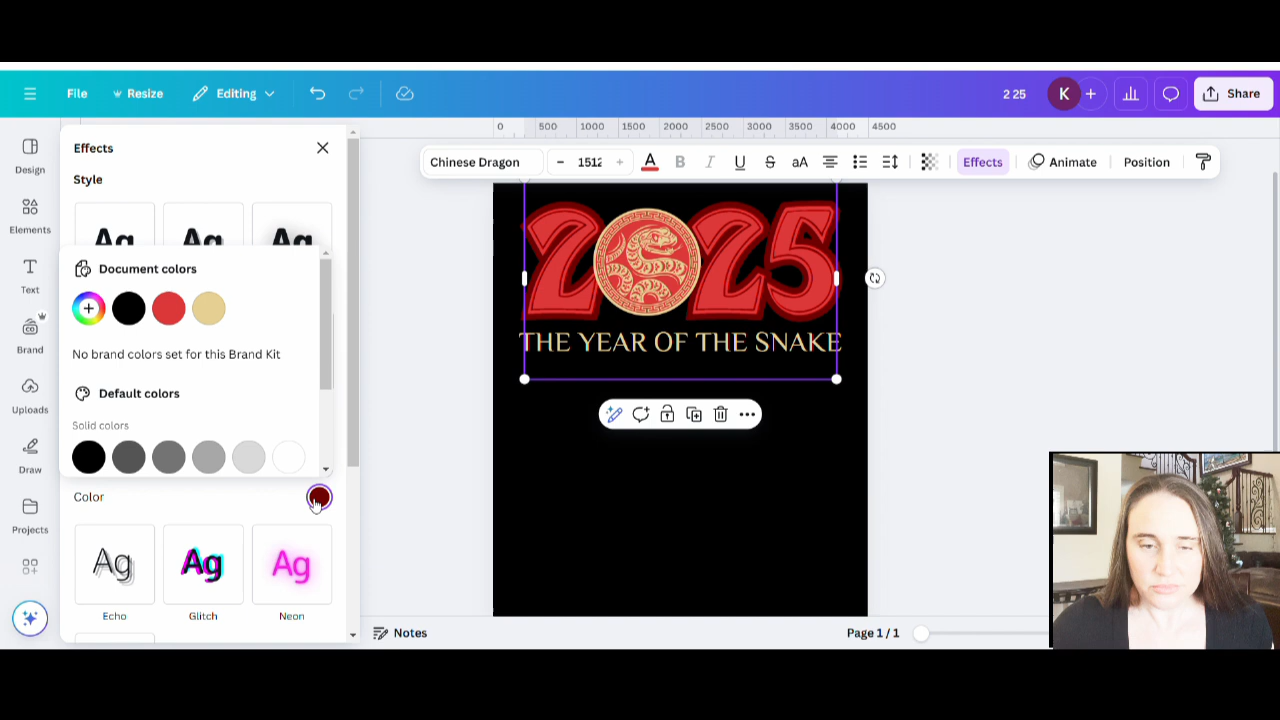 File Resize Editing 2 25 K Share
0 500 1000 1500 2000 2500 3000 3500 4000 4500
Chinese Dragon 1512 A B I U S aA Effects Animate Position
Design
Elements
Text
Brand
Uploads
Draw
Projects
Effects
Style
Ag Ag Ag
Document colors
No brand colors set for this Brand Kit
Default colors
Solid colors
Color
Ag Ag Ag
Echo Glitch Neon
2 25
THE YEAR OF THE SNAKE
Notes Page 1 / 1